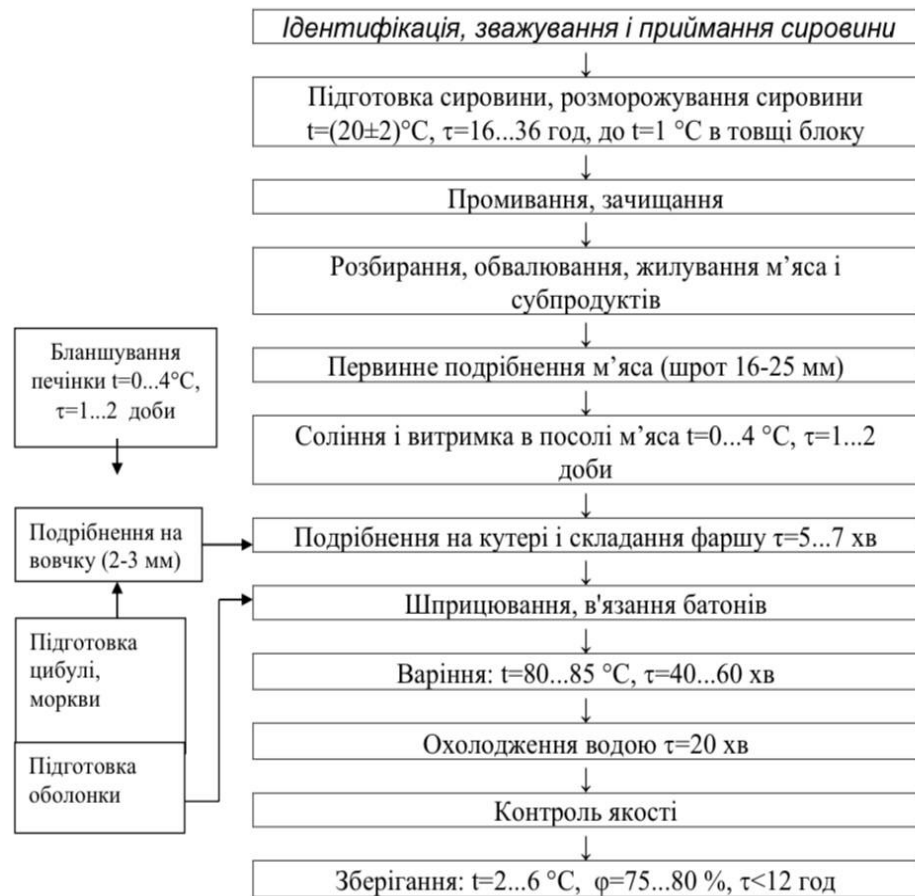 Ідентифікація, зважування і приймання сировини
Підготовка сировини, розморожування сировини
t=(20±2)°C, τ=16...36 год, до t=1 °C в товщі блоку
Промивання, зачищання
Розбирання, обвалювання, жилування м’яса і
субпродуктів
Бланшування
печінки t=0...4°C,
τ=1...2 доби
Первинне подрібнення м’яса (шрот 16-25 мм)
Соління і витримка в посолі м’яса t=0...4 °C, τ=1...2
доби
Подрібнення на
вовчку (2-3 мм)
Подрібнення на кутері і складання фаршу τ=5...7 хв
Шприцювання, в'язання батонів
Підготовка
цибулі,
моркви
Варіння: t=80...85 °C, τ=40...60 хв
Охолодження водою τ=20 хв
Підготовка
оболонки
Контроль якості
Зберігання: t=2...6 °C, φ=75...80 %, τ<12 год